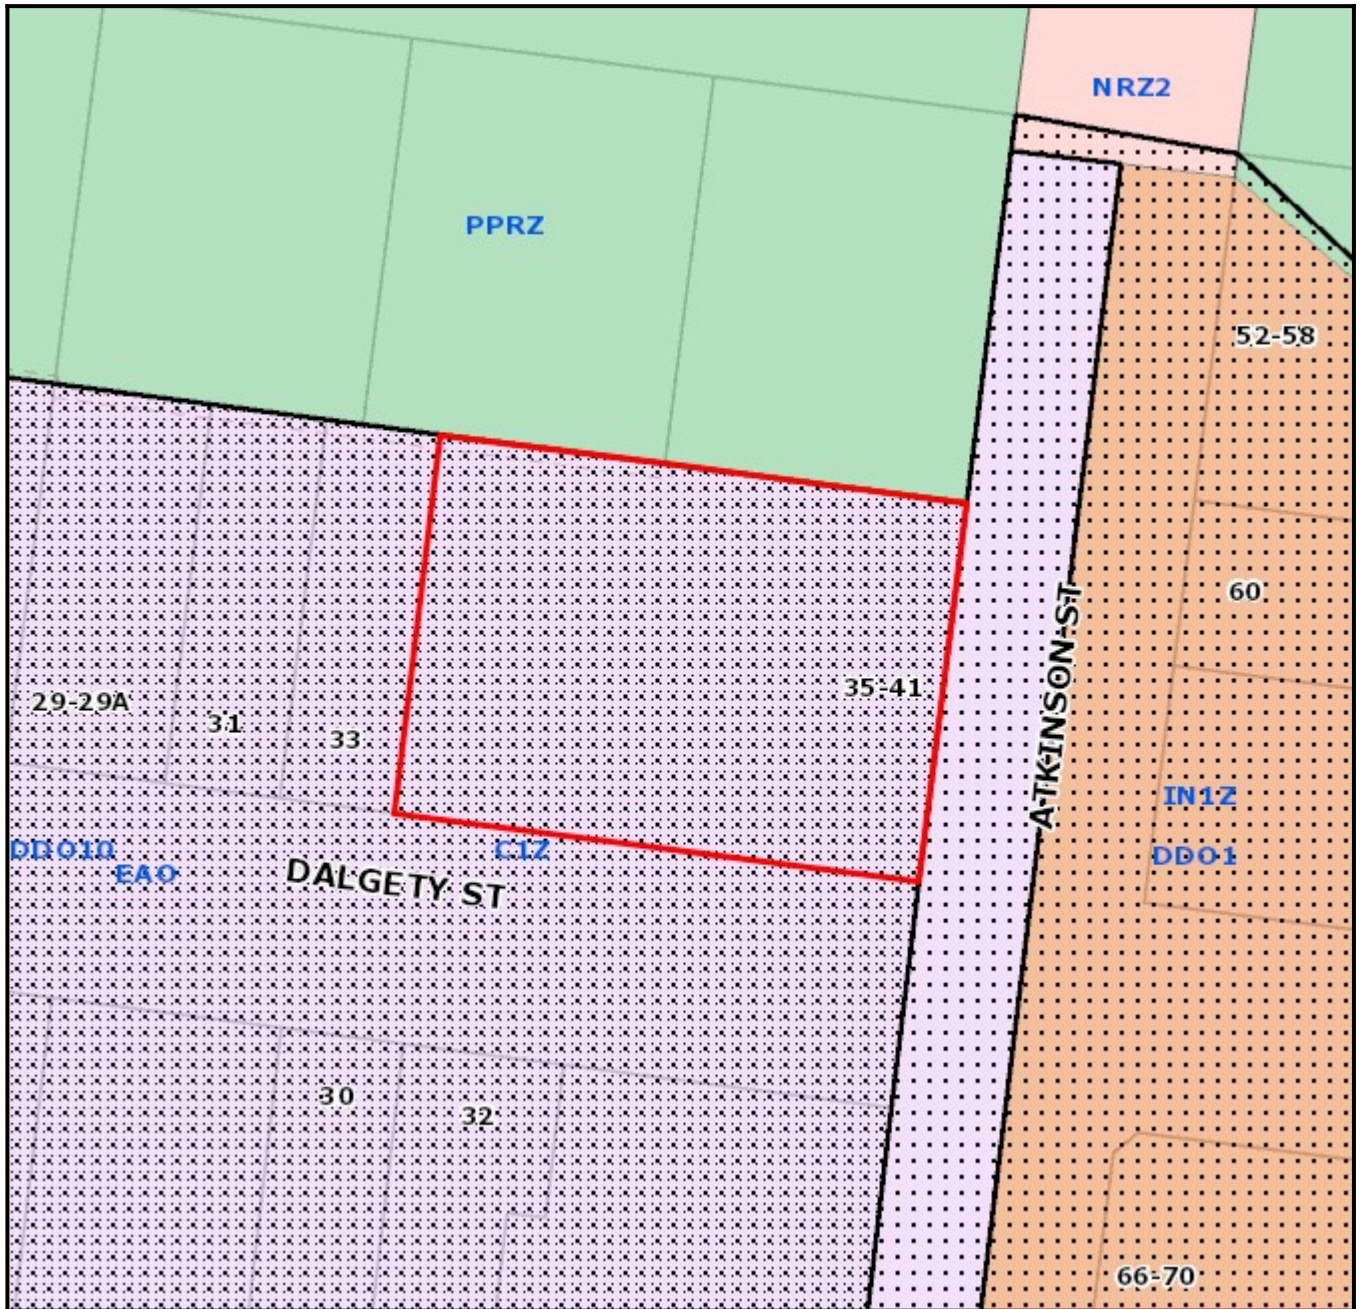 NRZ2
PPRZ
52-58
60
35-41
29-29A
31
33
ATKINSON ST
IN1Z
DDO1
DDO10
EAO
C1Z
DALGETY ST
30
32
66-70